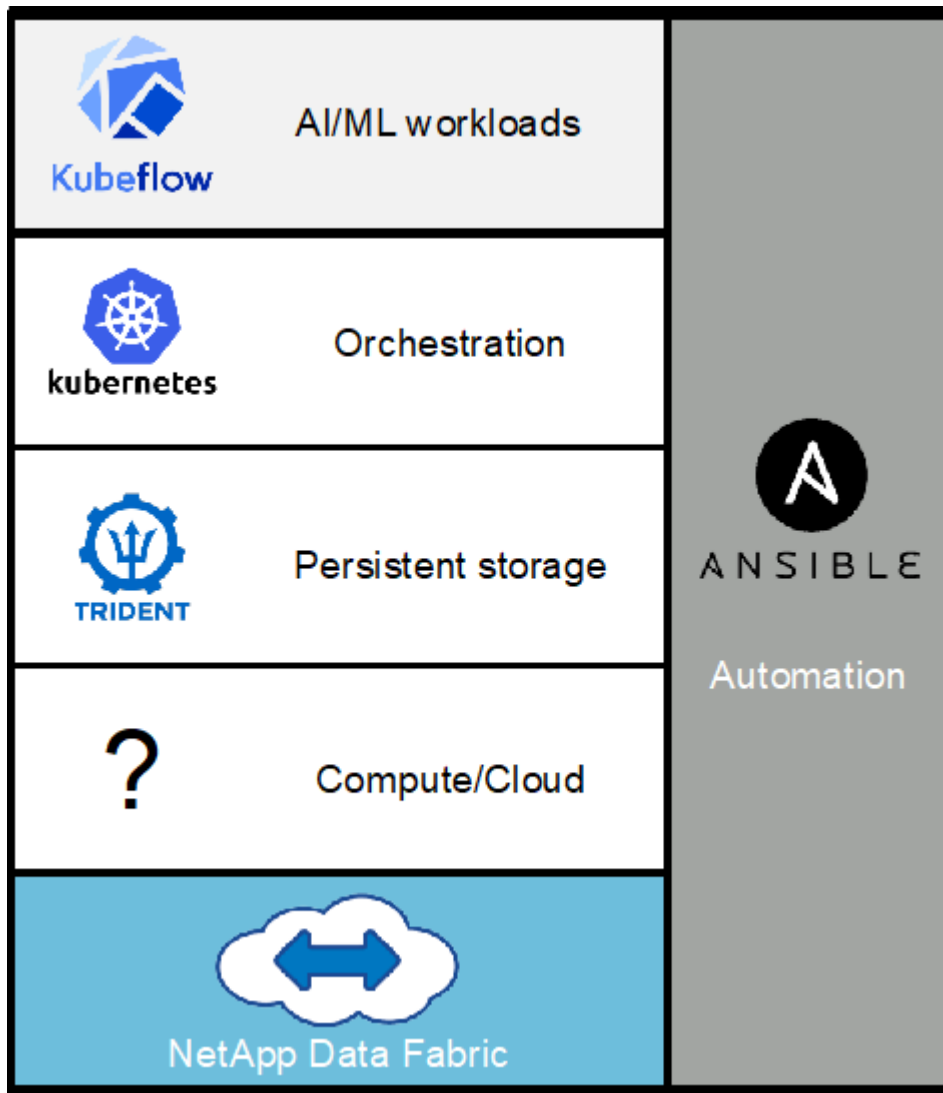 Kubeflow
AI/ML workloads
kubernetes
Orchestration
TRIDENT
Persistent storage
?
Compute/Cloud
NetApp Data Fabric
A
ANSIBLE
Automation